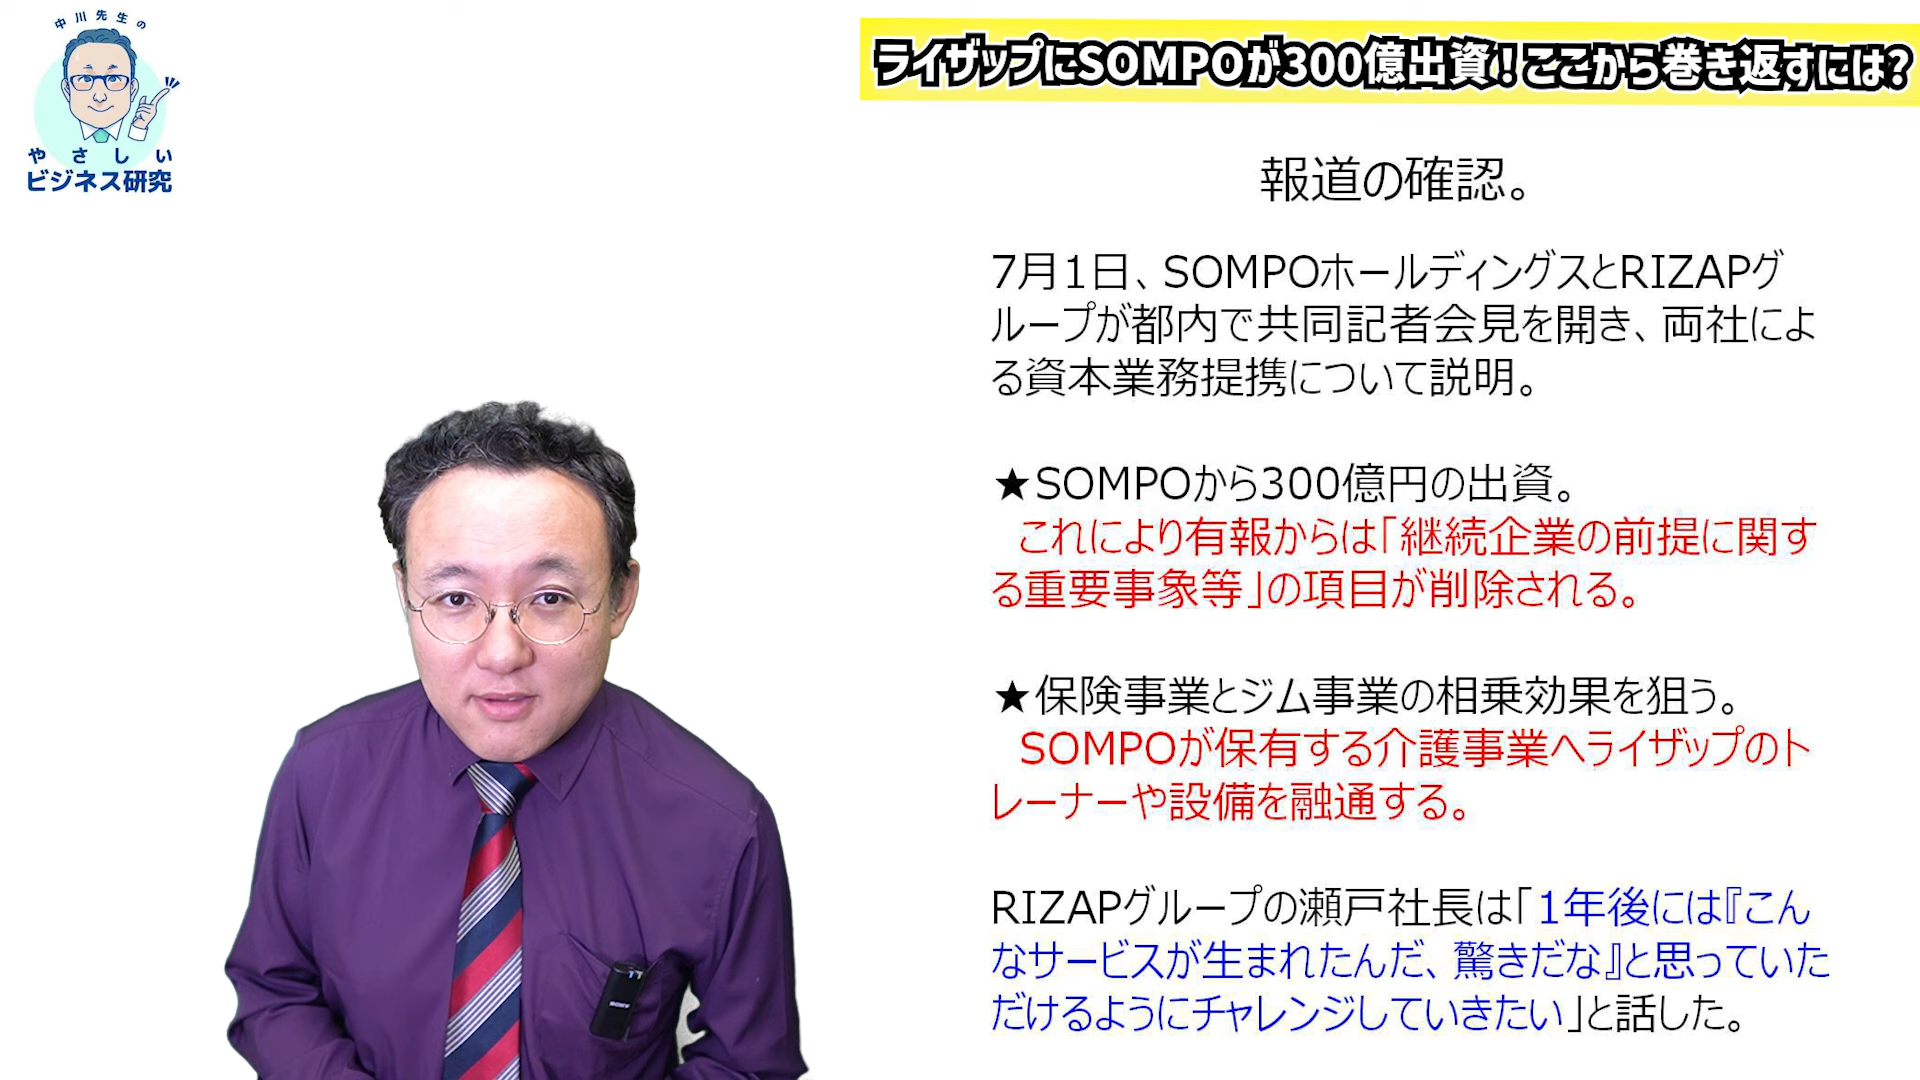 中川先生の
やさしい
ビジネス研究
ライザップにSOMPOが300億出資！ここから巻き返すには？
報道の確認。
7月1日、SOMPOホールディングスとRIZAPグ
ループが都内で共同記者会見を開き、両社によ
る資本業務提携について説明。
★SOMPOから300億円の出資。
これにより有報からは「継続企業の前提に関す
る重要事象等」の項目が削除される。
★保険事業とジム事業の相乗効果を狙う。
SOMPOが保有する介護事業へライザップのト
レーナーや設備を融通する。
RIZAPグループの瀬戸社長は「1年後には『こん
なサービスが生まれたんだ、驚きだな』と思っていた
だけるようにチャレンジしていきたい」と話した。
SONY